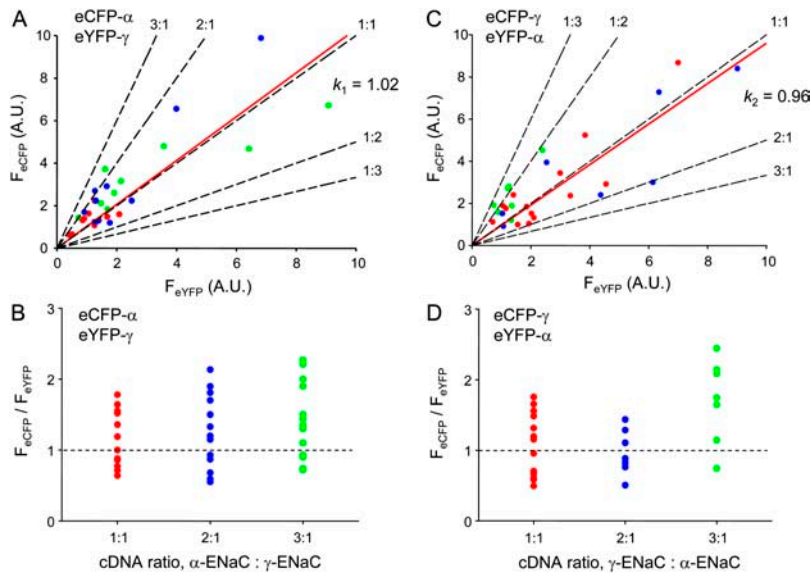 A
eCFP-α
eYFP-γ
3:1
2:1
1:1
k1 = 1.02
1:2
1:3
10
8
6
4
2
0
FeCFP (A.U.)
0 2 4 6 8 10
FeYFP (A.U.)
C
eCFP-γ
eYFP-α
1:3
1:2
1:1
k2 = 0.96
2:1
3:1
10
8
6
4
2
0
FeCFP (A.U.)
0 2 4 6 8 10
FeYFP (A.U.)
B
eCFP-α
eYFP-γ
3
2
1
0
FeCFP / FeYFP
1:1 2:1 3:1
cDNA ratio, α-ENaC : γ-ENaC
D
eCFP-γ
eYFP-α
3
2
1
0
FeCFP / FeYFP
1:1 2:1 3:1
cDNA ratio, γ-ENaC : α-ENaC